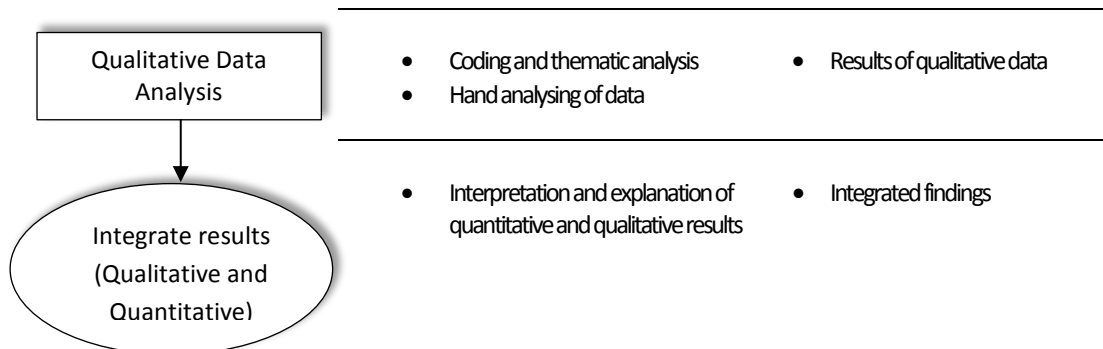 Qualitative Data
Analysis
• Coding and thematic analysis
• Hand analysing of data
• Results of qualitative data
Integrate results
(Qualitative and
Quantitative)
• Interpretation and explanation of
quantitative and qualitative results
• Integrated findings